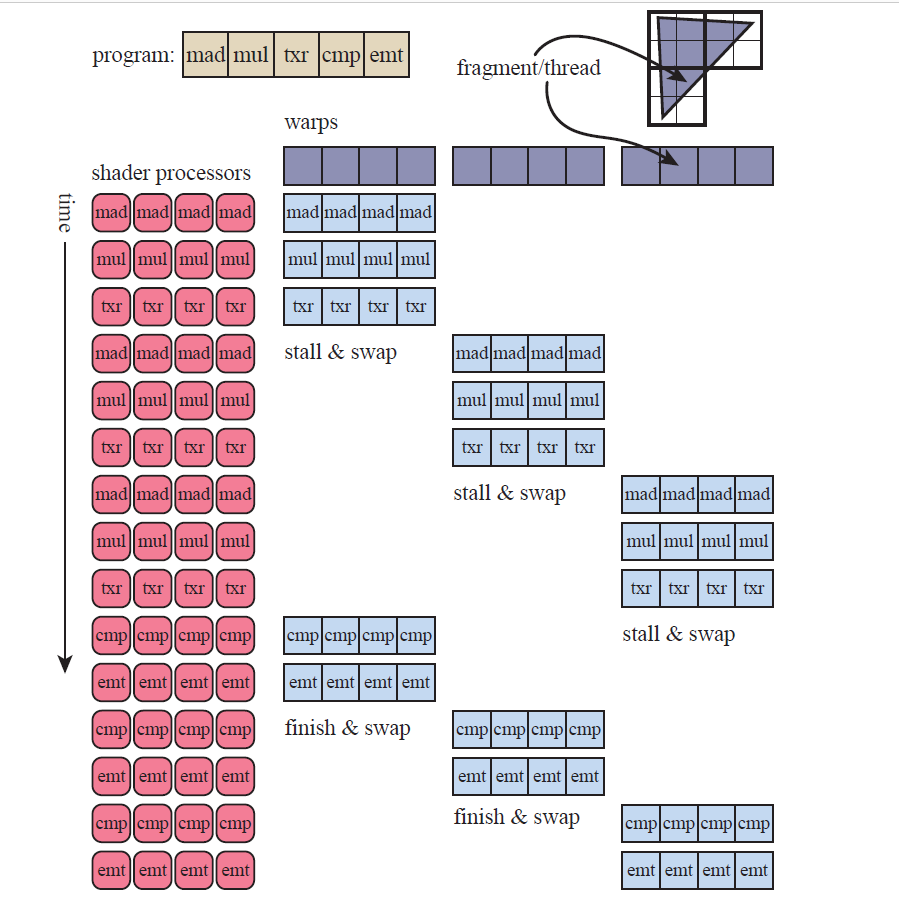 program: mad mul txr cmp emt
fragment/thread
warps
shader processors
time
mad mad mad mad mad mad mad mad
mul mul mul mul mul mul mul mul
txr txr txr txr txr txr txr txr
stall & swap
mad mad mad mad mad mad mad mad
mul mul mul mul mul mul mul mul
txr txr txr txr txr txr txr txr
stall & swap
mad mad mad mad mad mad mad mad
mul mul mul mul mul mul mul mul
txr txr txr txr txr txr txr txr
stall & swap
cmp cmp cmp cmp cmp cmp cmp cmp
emt emt emt emt emt emt emt emt
finish & swap
cmp cmp cmp cmp cmp cmp cmp cmp
emt emt emt emt emt emt emt emt
finish & swap
cmp cmp cmp cmp cmp cmp cmp cmp
emt emt emt emt emt emt emt emt